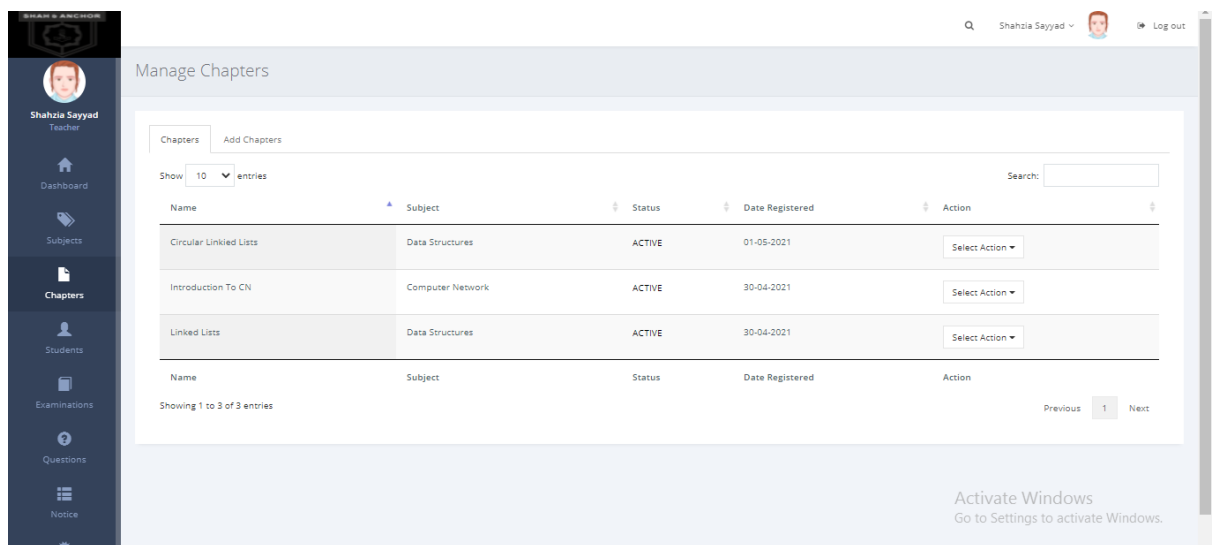 SHAH & ANCHOR
Shahzia Sayyad
Log out
Manage Chapters
Shahzia Sayyad
Teacher
Dashboard
Subjects
Chapters
Students
Examinations
Questions
Notice
Chapters Add Chapters
Show 10 entries Search:
Name Subject Status Date Registered Action
Circular Linkied Lists Data Structures ACTIVE 01-05-2021 Select Action
Introduction To CN Computer Network ACTIVE 30-04-2021 Select Action
Linked Lists Data Structures ACTIVE 30-04-2021 Select Action
Name Subject Status Date Registered Action
Showing 1 to 3 of 3 entries Previous 1 Next
Activate Windows
Go to Settings to activate Windows.